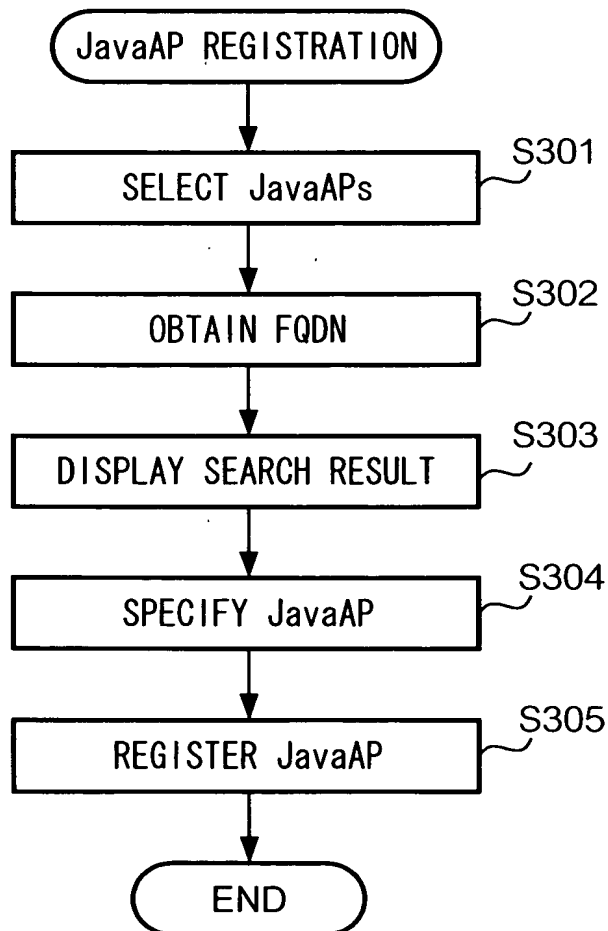 JavaAP REGISTRATION
S301
SELECT JavaAPs
S302
OBTAIN FQDN
S303
DISPLAY SEARCH RESULT
S304
SPECIFY JavaAP
S305
REGISTER JavaAP
END